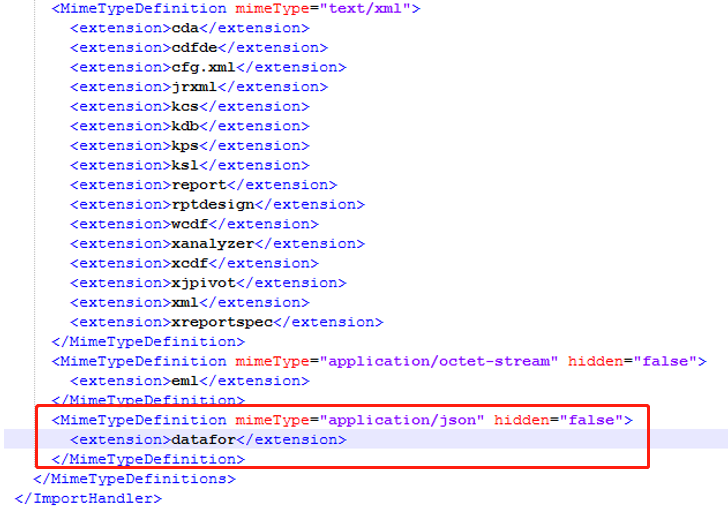 <MimeTypeDefinition mimeType="text/xml">
<extension>cda</extension>
<extension>cdfde</extension>
<extension>cfg.xml</extension>
<extension>jrxml</extension>
<extension>kcs</extension>
<extension>kdb</extension>
<extension>kps</extension>
<extension>ksl</extension>
<extension>report</extension>
<extension>rptdesign</extension>
<extension>wcdf</extension>
<extension>xanalyzer</extension>
<extension>xcdf</extension>
<extension>xjpivot</extension>
<extension>xml</extension>
<extension>xreportspec</extension>
</MimeTypeDefinition>
<MimeTypeDefinition mimeType="application/octet-stream" hidden="false">
<extension>eml</extension>
</MimeTypeDefinition>
<MimeTypeDefinition mimeType="application/json" hidden="false">
<extension>datafor</extension>
</MimeTypeDefinition>
</MimeTypeDefinitions>
</ImportHandler>